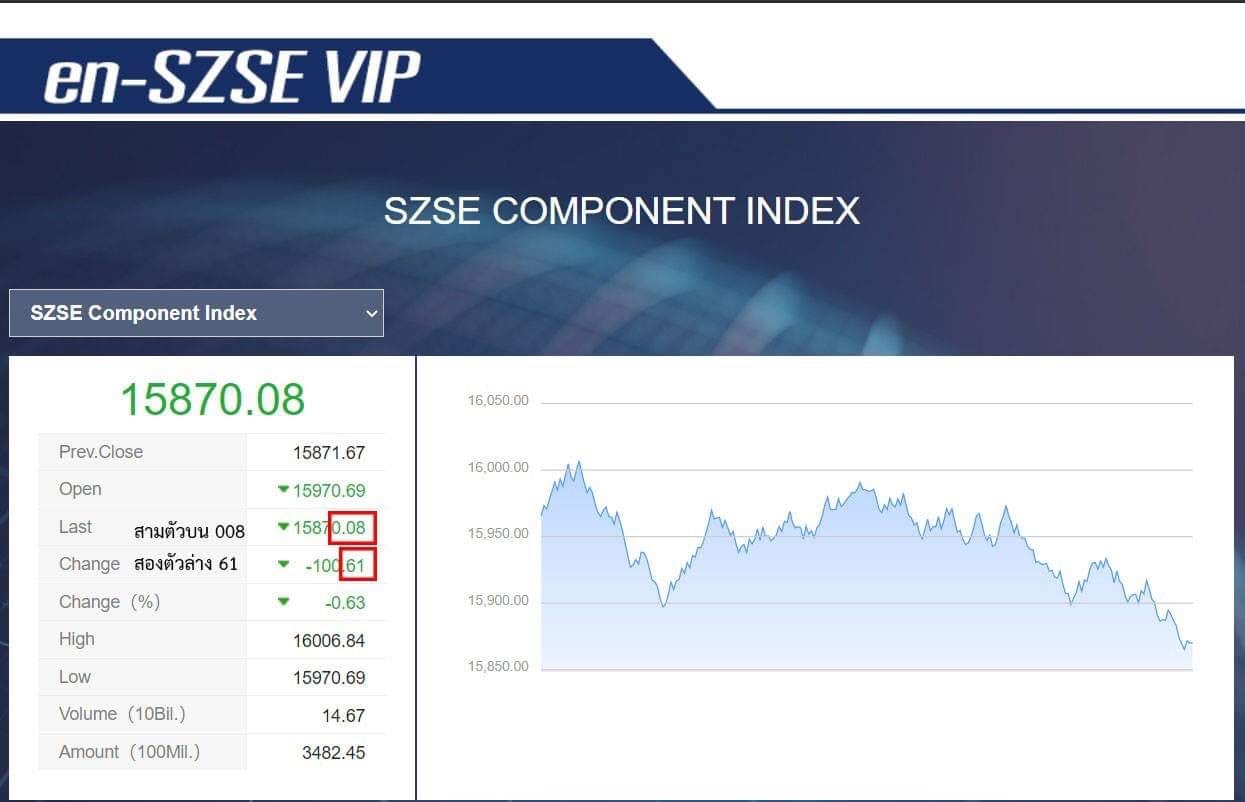 en-SZSE VIP
SZSE COMPONENT INDEX
SZSE Component Index
15870.08
Prev.Close 15871.67
Open 15970.69
Last สามตัวบน 008 15870.08
Change สองตัวล่าง 61 -100.61
Change (%) -0.63
High 16006.84
Low 15970.69
Volume (10Bil.) 14.67
Amount (100Mil.) 3482.45
16,050.00
16,000.00
15,950.00
15,900.00
15,850.00